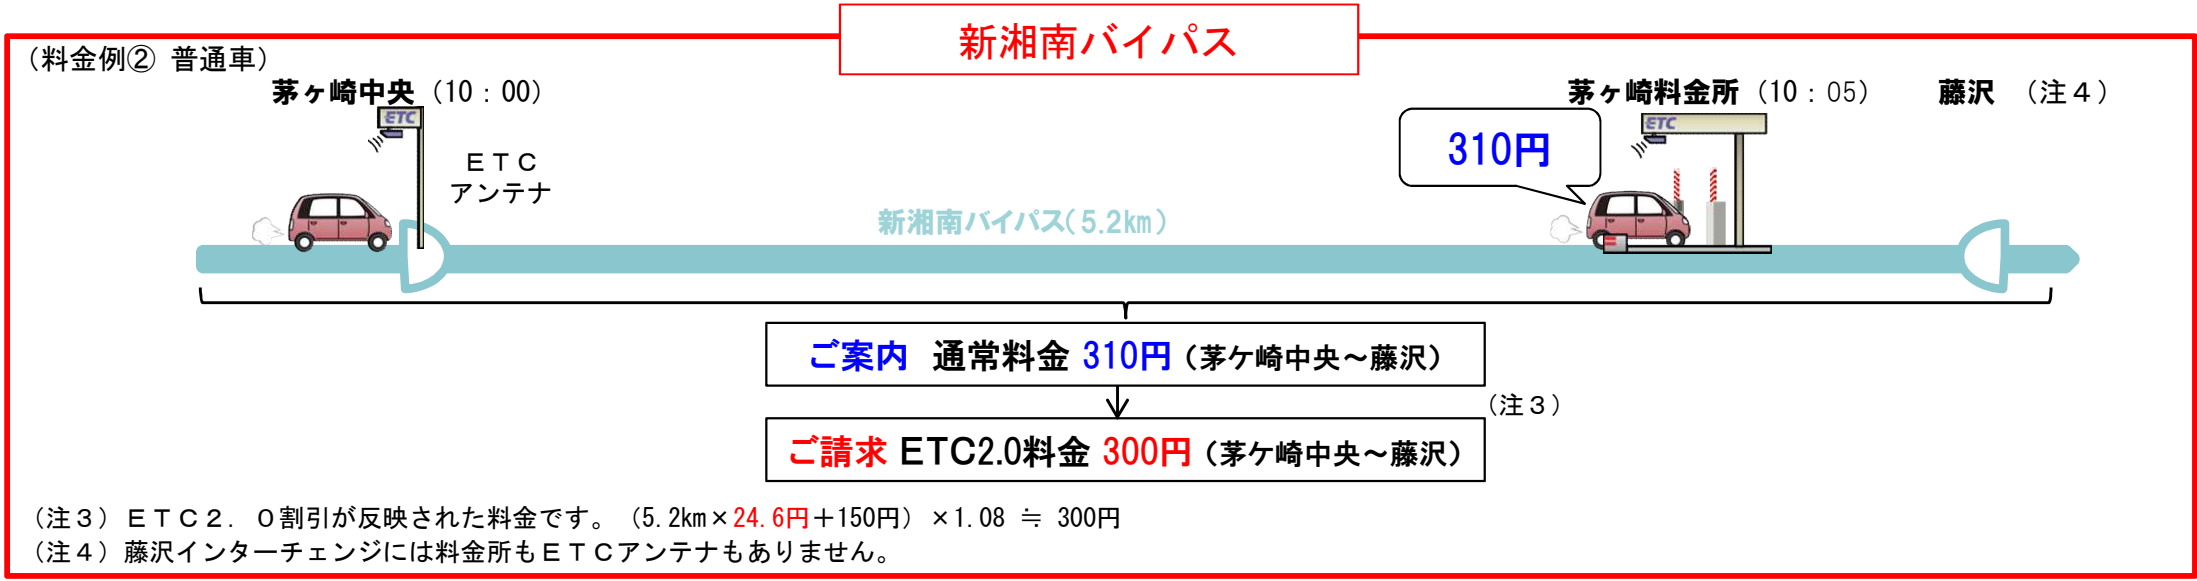 新湘南バイパス
（料金例② 普通車）
茅ヶ崎中央（10：00）
茅ヶ崎料金所（10：05）
藤沢（注４）
ETC
ETC
ＥＴＣ
アンテナ
310円
新湘南バイパス（5.2km）
ご案内 通常料金 310円（茅ケ崎中央～藤沢）
（注３）
ご請求 ETC2.0料金 300円（茅ケ崎中央～藤沢）
（注３）ＥＴＣ２．０割引が反映された料金です。（5.2km×24.6円＋150円）×1.08 ≒ 300円
（注４）藤沢インターチェンジには料金所もＥＴＣアンテナもありません。